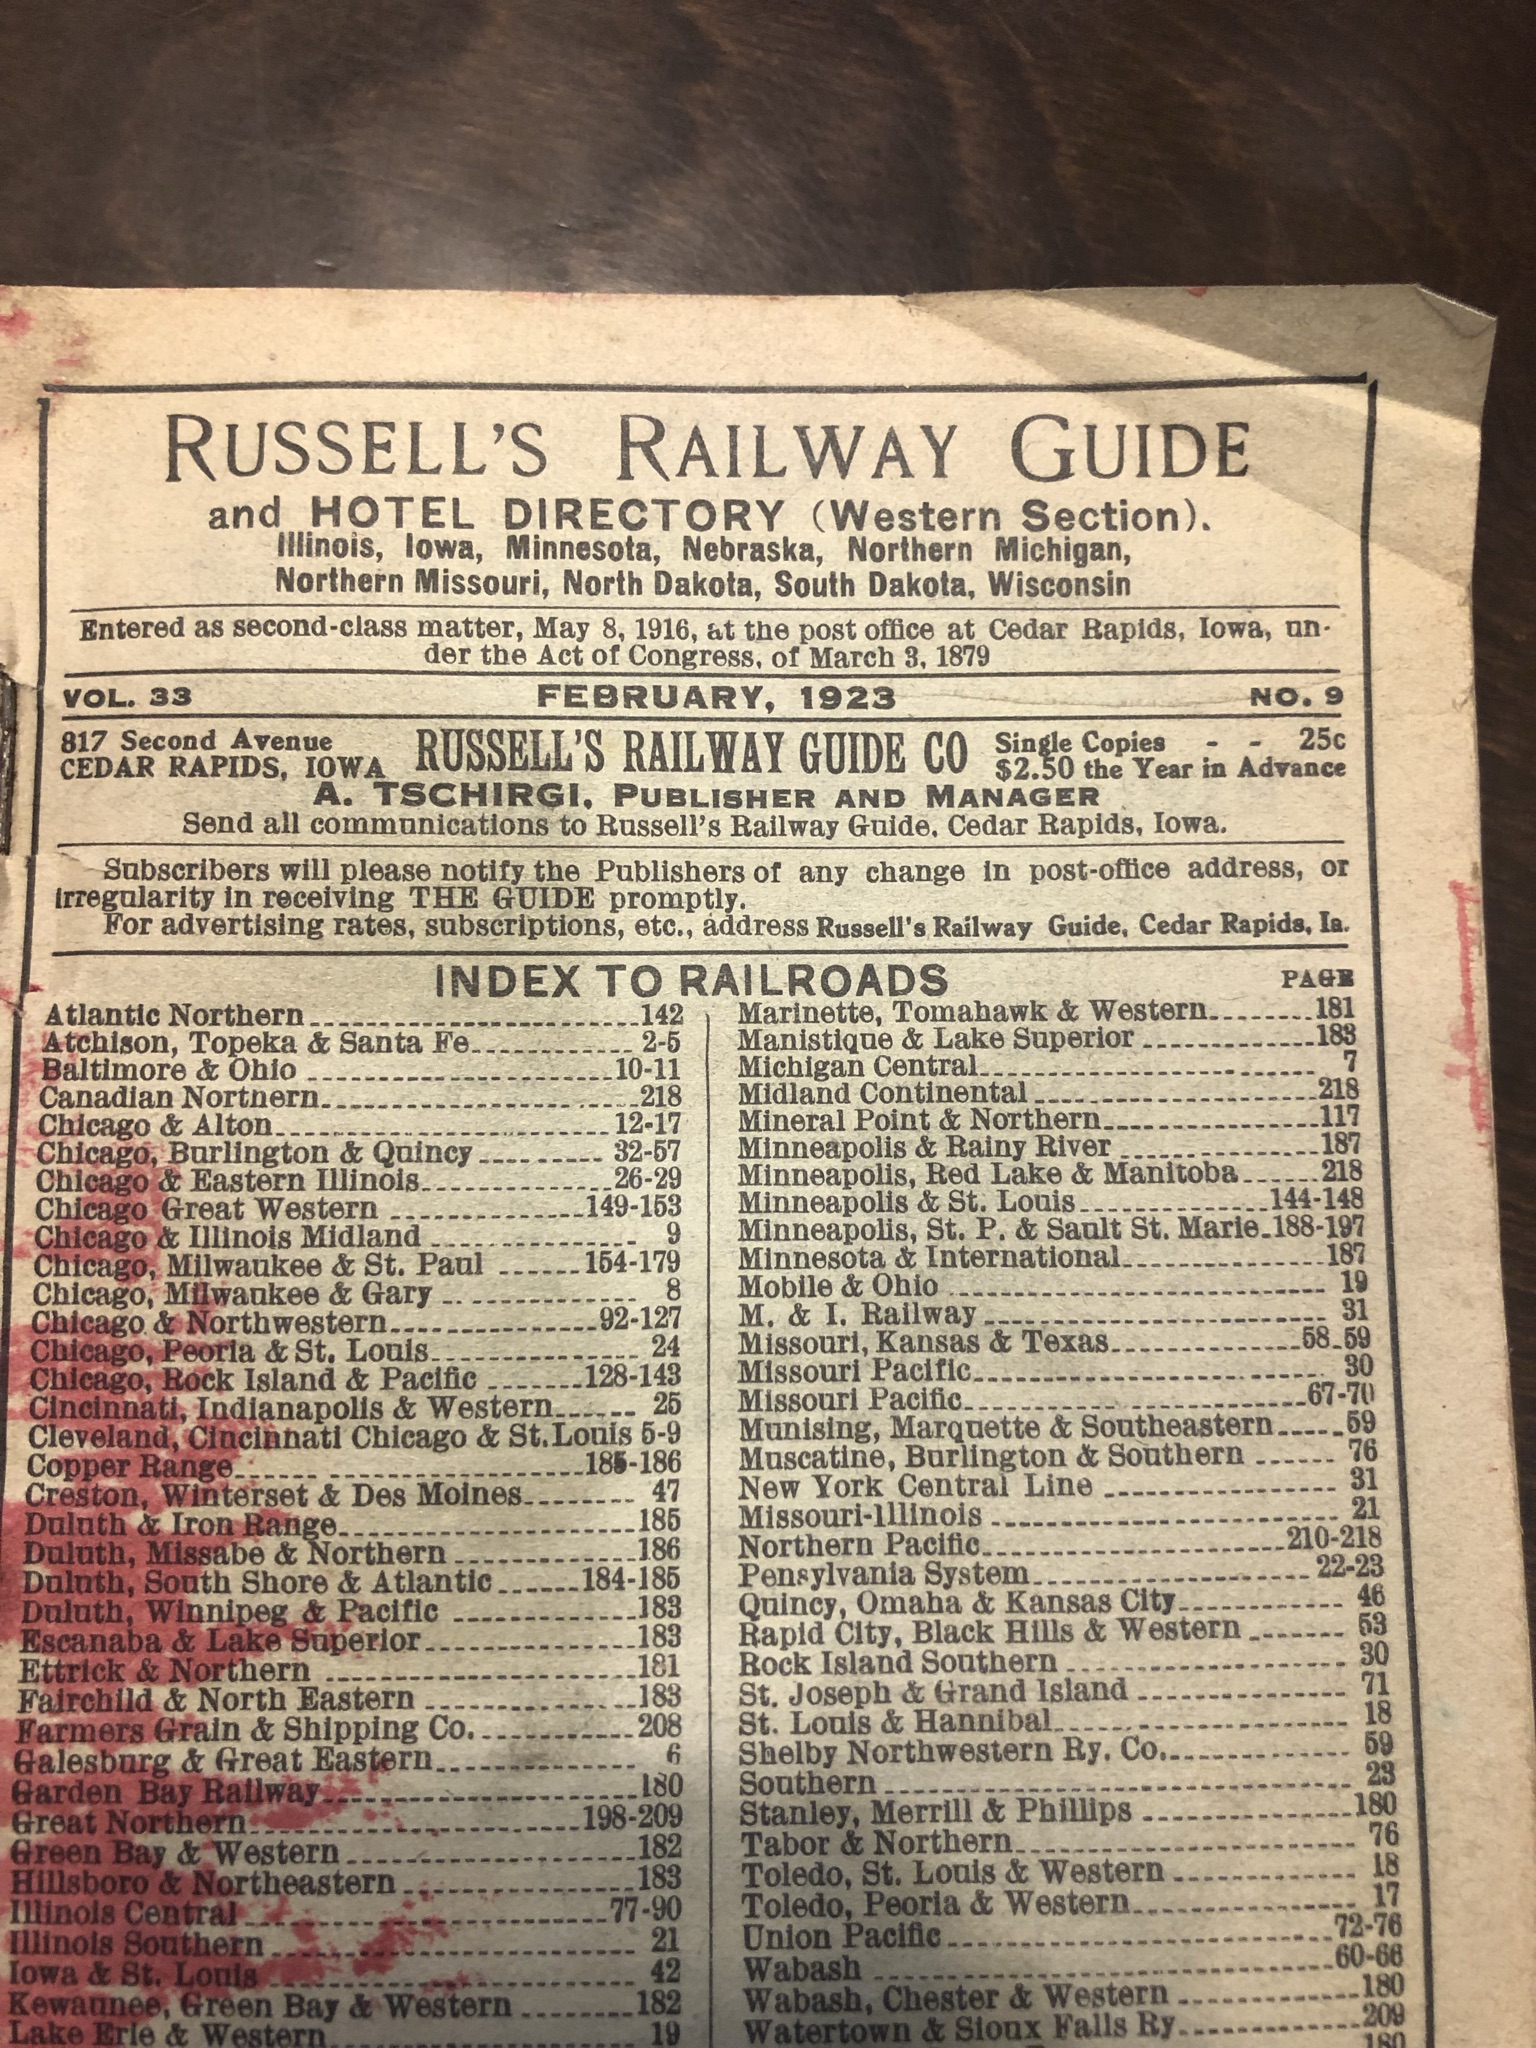 RUSSELL'S RAILWAY GUIDE
and HOTEL DIRECTORY (Western Section).
Illinois, Iowa, Minnesota, Nebraska, Northern Michigan,
Northern Missouri, North Dakota, South Dakota, Wisconsin
Entered as second-class matter, May 8, 1916, at the post office at Cedar Rapids, Iowa, un-
der the Act of Congress, of March 3, 1879
VOL. 33 FEBRUARY, 1923 NO. 9
817 Second Avenue
CEDAR RAPIDS, IOWA
RUSSELL'S RAILWAY GUIDE CO
Single Copies - - 25c
$2.50 the Year in Advance
A. TSCHIRGI, PUBLISHER AND MANAGER
Send all communications to Russell's Railway Guide, Cedar Rapids, Iowa.
Subscribers will please notify the Publishers of any change in post-office address, or
irregularity in receiving THE GUIDE promptly.
For advertising rates, subscriptions, etc., address Russell's Railway Guide, Cedar Rapids, Ia.
INDEX TO RAILROADS PAGE
Atlantic Northern 142
Atchison, Topeka & Santa Fe 2-5
Baltimore & Ohio 10-11
Canadian Northern 218
Chicago & Alton 12-17
Chicago, Burlington & Quincy 32-57
Chicago & Eastern Illinois 26-29
Chicago Great Western 149-153
Chicago & Illinois Midland 9
Chicago, Milwaukee & St. Paul 154-179
Chicago, Milwaukee & Gary 8
Chicago & Northwestern 92-127
Chicago, Peoria & St. Louis 24
Chicago, Rock Island & Pacific 128-143
Cincinnati, Indianapolis & Western 25
Cleveland, Cincinnati Chicago & St. Louis 5-9
Copper Range 185-186
Creston, Winterset & Des Moines 47
Duluth & Iron Range 185
Duluth, Missabe & Northern 186
Duluth, South Shore & Atlantic 184-185
Duluth, Winnipeg & Pacific 183
Escanaba & Lake Superior 183
Ettrick & Northern 181
Fairchild & North Eastern 183
Farmers Grain & Shipping Co. 208
Galesburg & Great Eastern 6
Garden Bay Railway 180
Great Northern 198-209
Green Bay & Western 182
Hillsboro & Northeastern 183
Illinois Central 77-90
Illinois Southern 21
Iowa & St. Louis 42
Kewaunee, Green Bay & Western 182
Lake Erie & Western 19
Marinette, Tomahawk & Western 181
Manistique & Lake Superior 183
Michigan Central 7
Midland Continental 218
Mineral Point & Northern 117
Minneapolis & Rainy River 187
Minneapolis, Red Lake & Manitoba 218
Minneapolis & St. Louis 144-148
Minneapolis, St. P. & Sault St. Marie 188-197
Minnesota & International 187
Mobile & Ohio 19
M. & I. Railway 31
Missouri, Kansas & Texas 58-59
Missouri Pacific 30
Missouri Pacific 67-70
Munising, Marquette & Southeastern 59
Muscatine, Burlington & Southern 76
New York Central Line 31
Missouri-Illinois 21
Northern Pacific 210-218
Pensylvania System 22-23
Quincy, Omaha & Kansas City 46
Rapid City, Black Hills & Western 53
Rock Island Southern 30
St. Joseph & Grand Island 71
St. Louis & Hannibal 18
Shelby Northwestern Ry. Co. 59
Southern 23
Stanley, Merrill & Phillips 180
Tabor & Northern 76
Toledo, St. Louis & Western 18
Toledo, Peoria & Western 17
Union Pacific 72-76
Wabash 60-66
Wabash, Chester & Western 180
Watertown & Sioux Falls Ry. 209